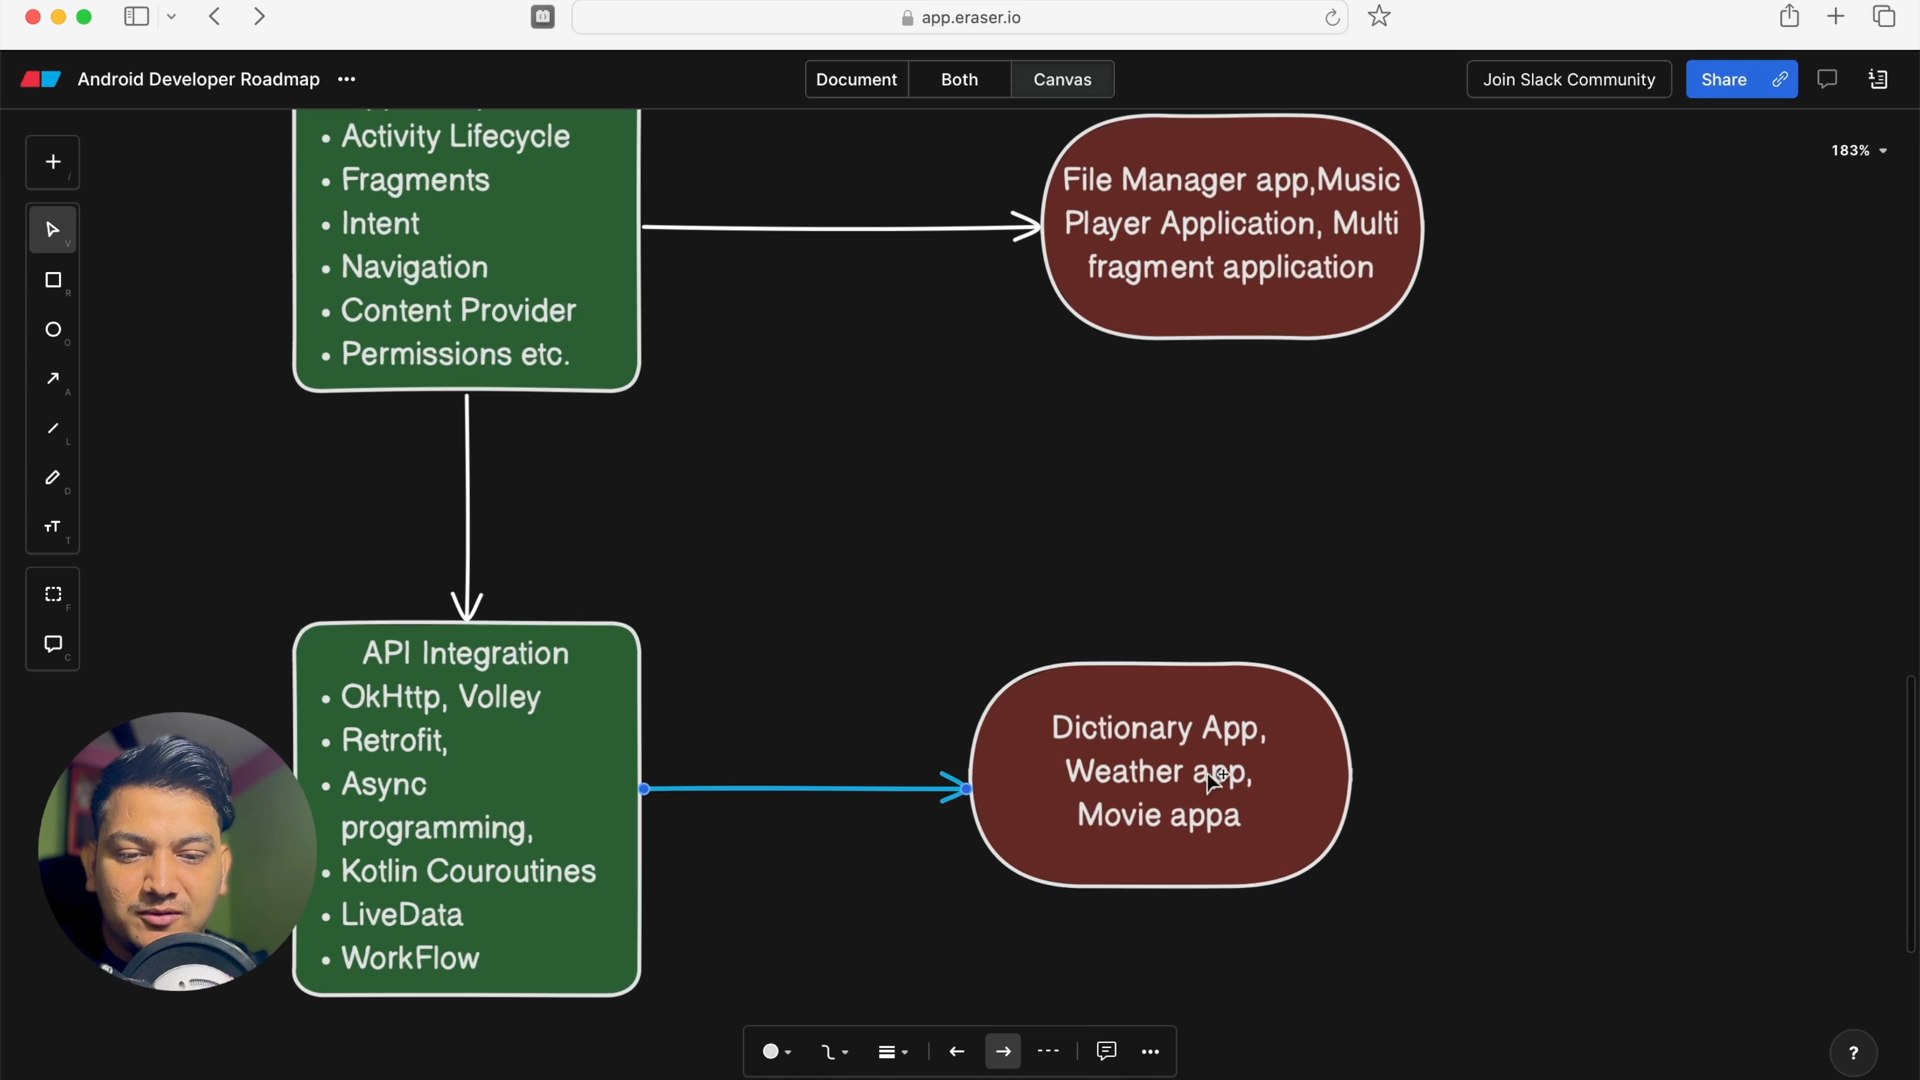 app.eraser.io
Android Developer Roadmap
Document
Both
Canvas
Join Slack Community
Share
183%
/
V
R
O
A
L
D
T
F
C
• Activity Lifecycle
• Fragments
• Intent
• Navigation
• Content Provider
• Permissions etc.
File Manager app,Music
Player Application, Multi
fragment application
API Integration
• OkHttp, Volley
• Retrofit,
• Async
programming,
• Kotlin Couroutines
• LiveData
• WorkFlow
Dictionary App,
Weather app,
Movie appa
?